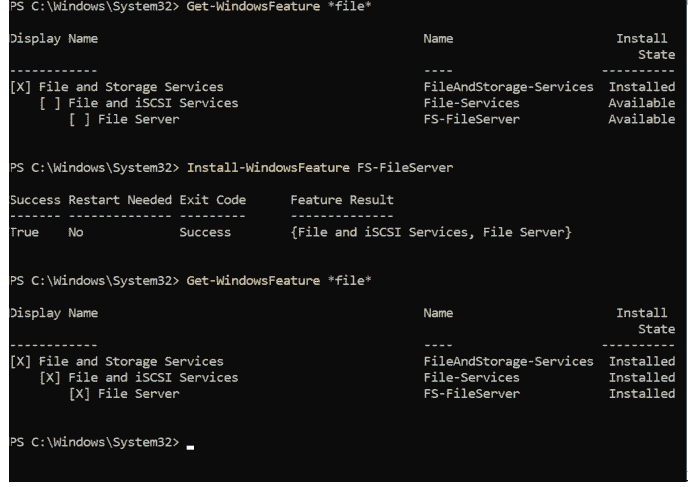 PS C:\Windows\System32> Get-WindowsFeature *file*
Display Name                                            Name                       Install
State
------------                                            ----                       ----------
[X] File and Storage Services                           FileAndStorage-Services    Installed
[ ] File and iSCSI Services                         File-Services              Available
[ ] File Server                                 FS-FileServer              Available
PS C:\Windows\System32> Install-WindowsFeature FS-FileServer
Success Restart Needed Exit Code      Feature Result
------- -------------- ---------      --------------
True    No             Success        {File and iSCSI Services, File Server}
PS C:\Windows\System32> Get-WindowsFeature *file*
Display Name                                            Name                       Install
State
------------                                            ----                       ----------
[X] File and Storage Services                           FileAndStorage-Services    Installed
[X] File and iSCSI Services                         File-Services              Installed
[X] File Server                                 FS-FileServer              Installed
PS C:\Windows\System32> _